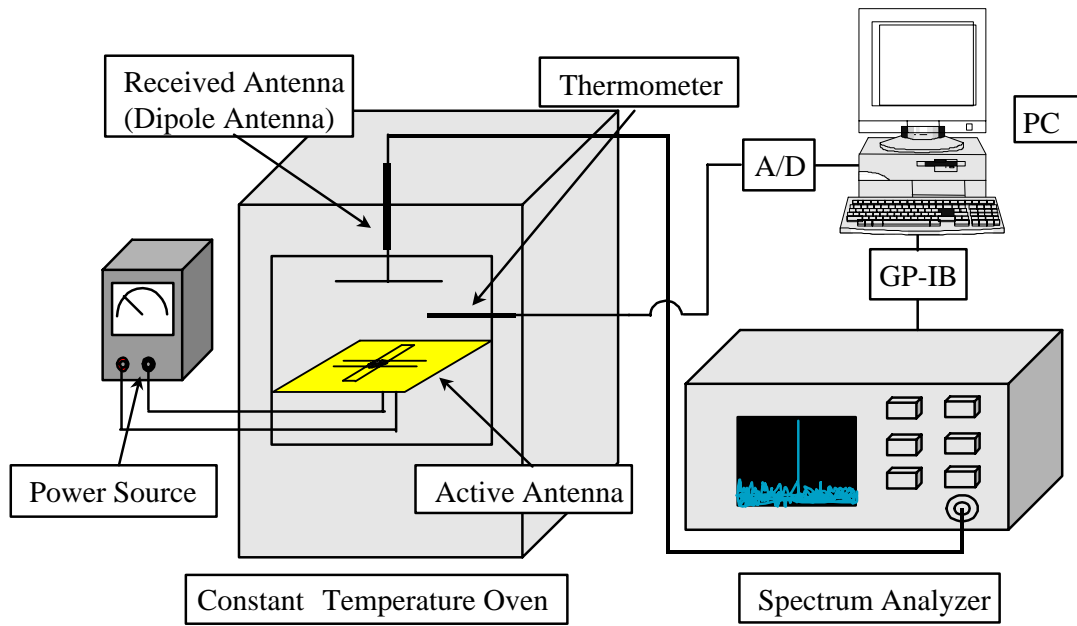 Received Antenna
(Dipole Antenna)
Thermometer
PC
A/D
GP-IB
Power Source
Active Antenna
Constant Temperature Oven
Spectrum Analyzer